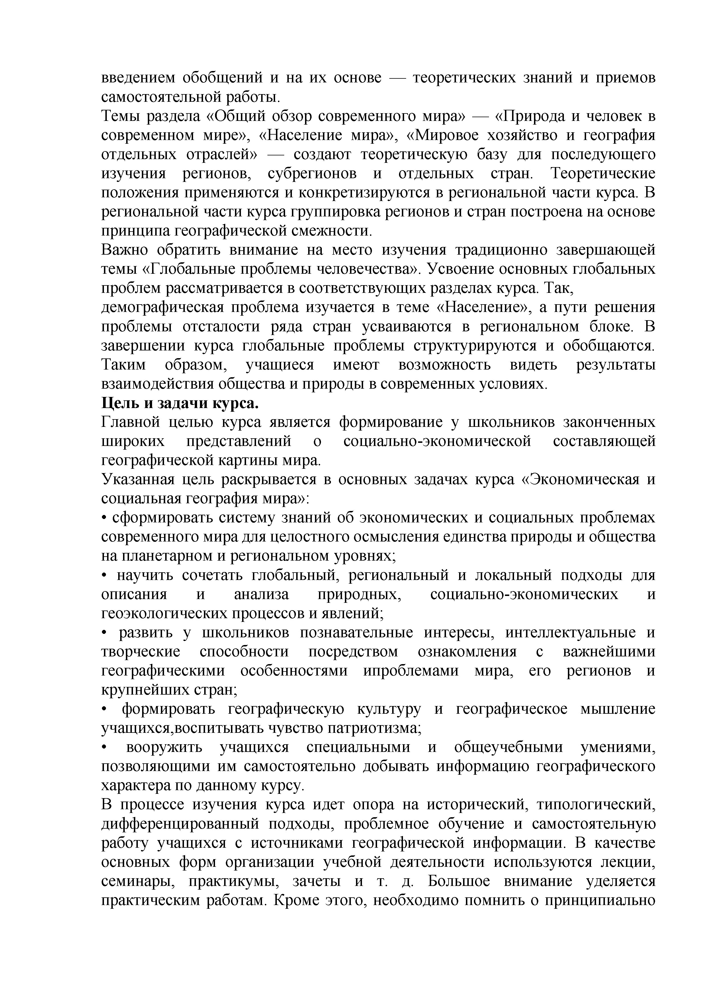 введением обобщений и на их основе — теоретических знаний и приемов
самостоятельной работы.
Темы раздела «Общий обзор современного мира» — «Природа и человек в
современном мире», «Население мира», «Мировое хозяйство и география
отдельных отраслей» — создают теоретическую базу для последующего
изучения регионов, субрегионов и отдельных стран. Теоретические
положения применяются и конкретизируются в региональной части курса. В
региональной части курса группировка регионов и стран построена на основе
принципа географической смежности.
Важно обратить внимание на место изучения традиционно завершающей
темы «Глобальные проблемы человечества». Усвоение основных глобальных
проблем рассматривается в соответствующих разделах курса. Так,
демографическая проблема изучается в теме «Население», а пути решения
проблемы отсталости ряда стран усваиваются в региональном блоке. В
завершении курса глобальные проблемы структурируются и обобщаются.
Таким образом, учащиеся имеют возможность видеть результаты
взаимодействия общества и природы в современных условиях.
Цель и задачи курса.
Главной целью курса является формирование у школьников законченных
широких представлений о социально-экономической составляющей
географической картины мира.
Указанная цель раскрывается в основных задачах курса «Экономическая и
социальная география мира»:
• сформировать систему знаний об экономических и социальных проблемах
современного мира для целостного осмысления единства природы и общества
на планетарном и региональном уровнях;
• научить сочетать глобальный, региональный и локальный подходы для
описания и анализа природных, социально-экономических и
геоэкологических процессов и явлений;
• развить у школьников познавательные интересы, интеллектуальные и
творческие способности посредством ознакомления с важнейшими
географическими особенностями ипроблемами мира, его регионов и
крупнейших стран;
• формировать географическую культуру и географическое мышление
учащихся,воспитывать чувство патриотизма;
• вооружить учащихся специальными и общеучебными умениями,
позволяющими им самостоятельно добывать информацию географического
характера по данному курсу.
В процессе изучения курса идет опора на исторический, типологический,
дифференцированный подходы, проблемное обучение и самостоятельную
работу учащихся с источниками географической информации. В качестве
основных форм организации учебной деятельности используются лекции,
семинары, практикумы, зачеты и т. д. Большое внимание уделяется
практическим работам. Кроме этого, необходимо помнить о принципиально